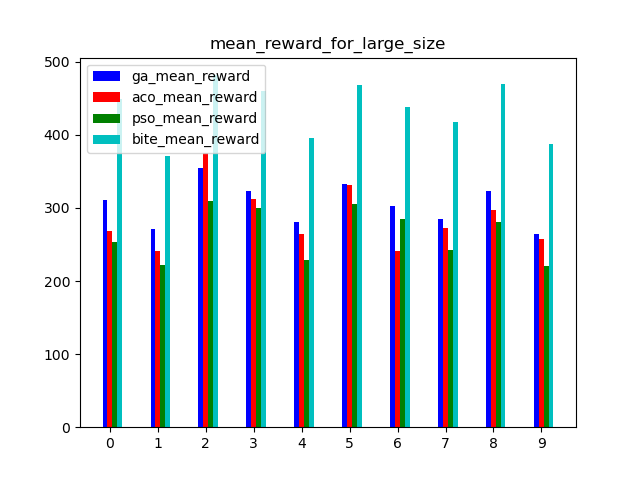 mean_reward_for_large_size
500
400
300
200
100
0
ga_mean_reward
aco_mean_reward
pso_mean_reward
bite_mean_reward
0 1 2 3 4 5 6 7 8 9